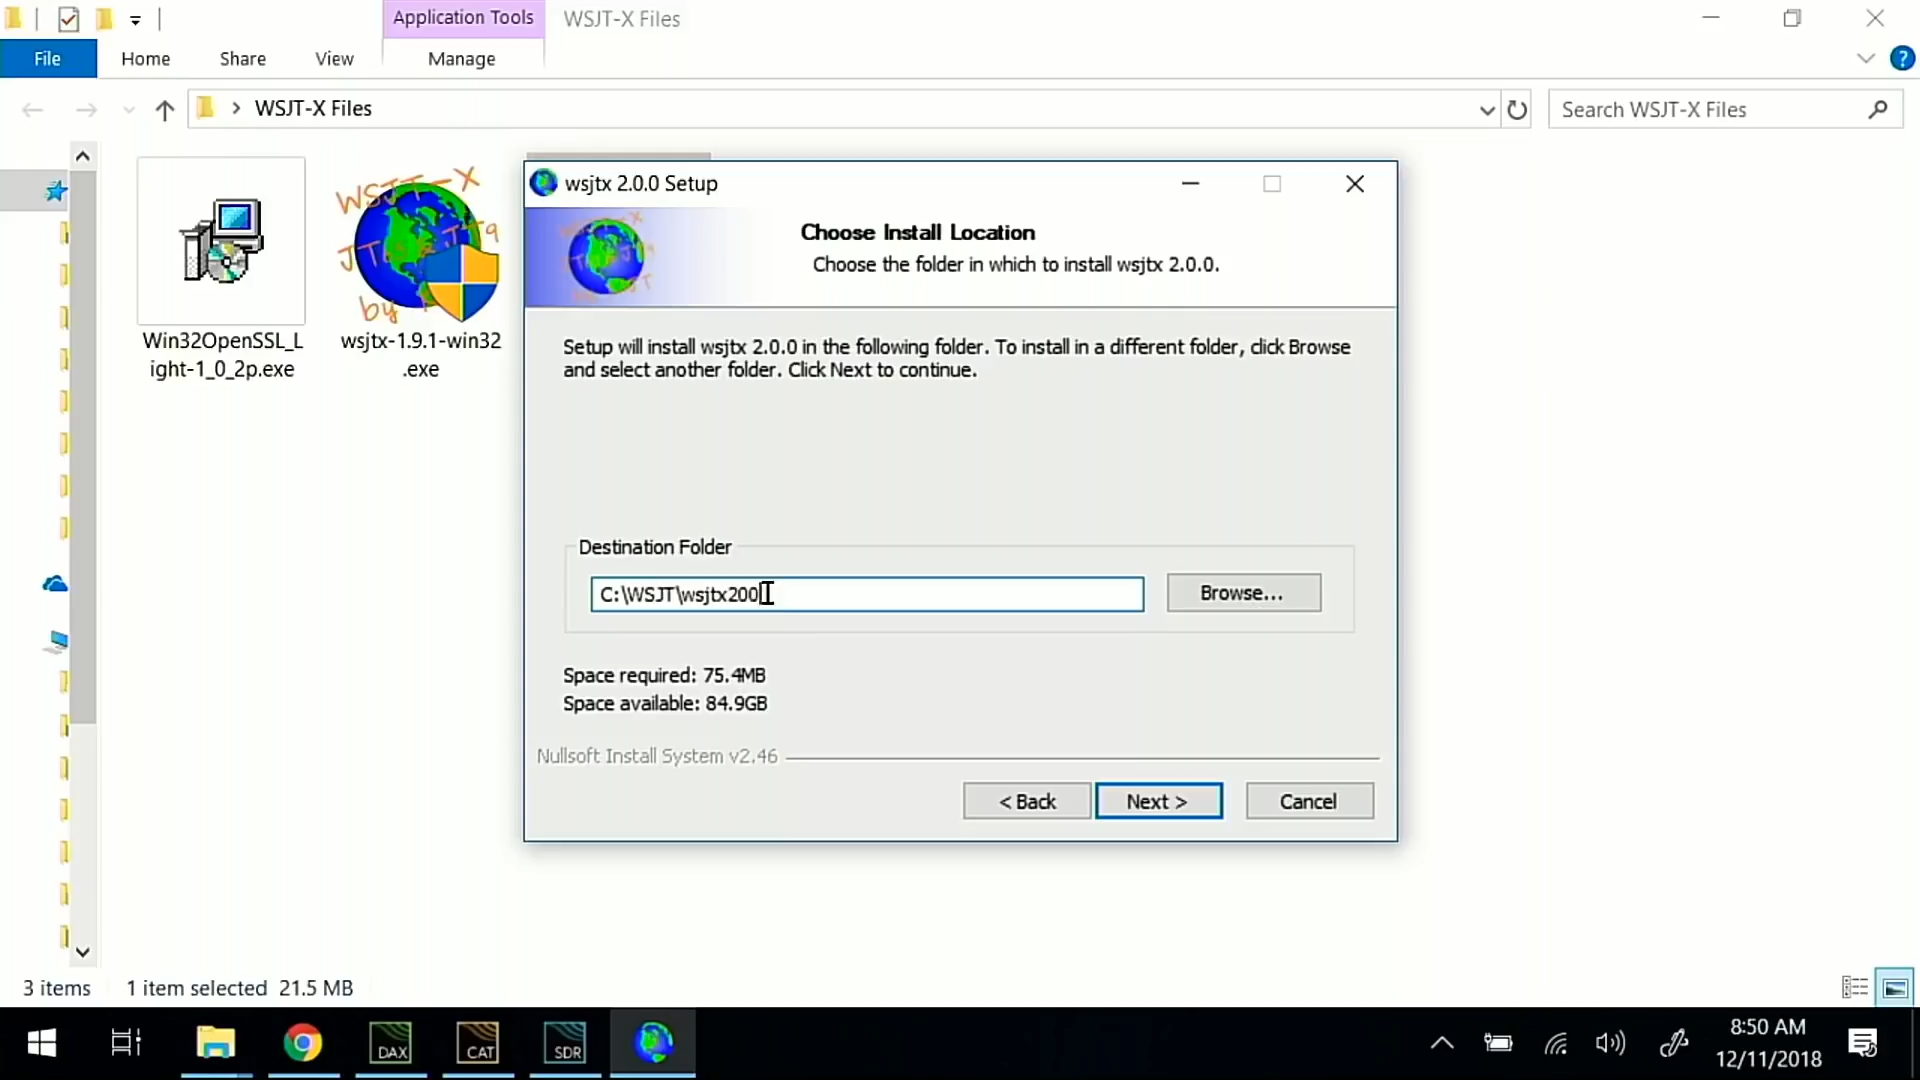 Application Tools
WSJT-X Files
File
Home
Share
View
Manage
WSJT-X Files
Search WSJT-X Files
WSJT-X
by
Win32OpenSSL_L
ight-1_0_2p.exe
wsjtx-1.9.1-win32
.exe
wsjtx 2.0.0 Setup
Choose Install Location
Choose the folder in which to install wsjtx 2.0.0.
Setup will install wsjtx 2.0.0 in the following folder. To install in a different folder, click Browse
and select another folder. Click Next to continue.
Destination Folder
C:\WSJT\wsjtx200
Browse...
Space required: 75.4MB
Space available: 84.9GB
Nullsoft Install System v2.46
< Back
Next >
Cancel
3 items
1 item selected 21.5 MB
DAX
CAT
SDR
8:50 AM
12/11/2018